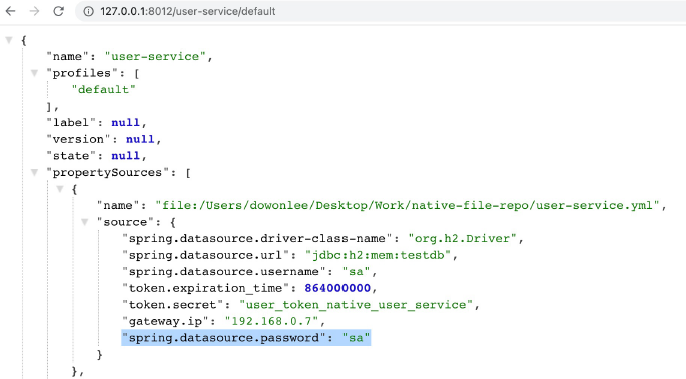 127.0.0.1:8012/user-service/default
{
"name": "user-service",
"profiles": [
"default"
],
"label": null,
"version": null,
"state": null,
"propertySources": [
{
"name": "file:/Users/dowonlee/Desktop/Work/native-file-repo/user-service.yml",
"source": {
"spring.datasource.driver-class-name": "org.h2.Driver",
"spring.datasource.url": "jdbc:h2:mem:testdb",
"spring.datasource.username": "sa",
"token.expiration_time": 864000000,
"token.secret": "user_token_native_user_service",
"gateway.ip": "192.168.0.7",
"spring.datasource.password": "sa"
}
},